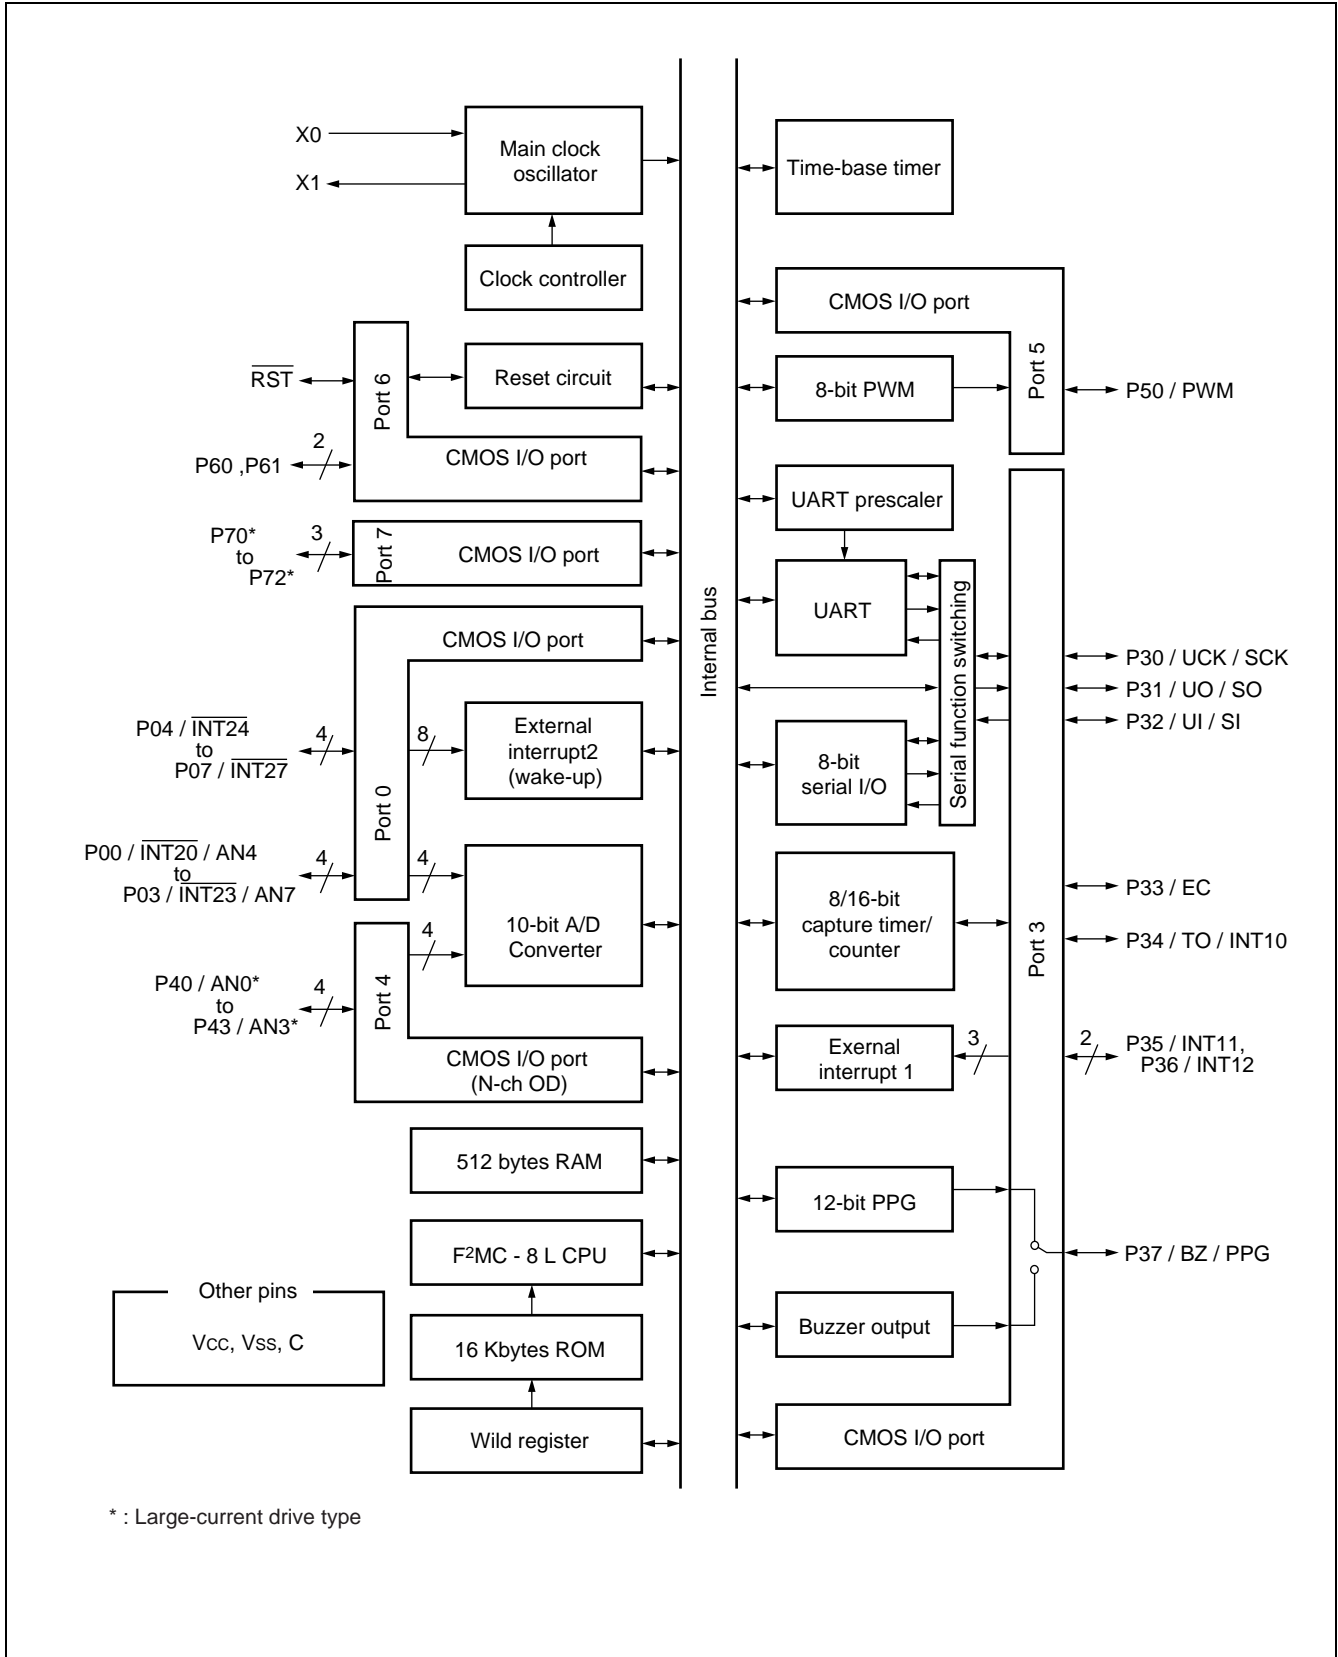 X0
X1
Main clock
oscillator
Clock controller
RST
Port 6
Reset circuit
2
P60 ,P61
CMOS I/O port
P70*
to
P72*
3
Port 7
CMOS I/O port
CMOS I/O port
Port 0
P04 / INT24
to
P07 / INT27
4
8
External
interrupt2
(wake-up)
P00 / INT20 / AN4
to
P03 / INT23 / AN7
4
4
10-bit A/D
Converter
4
Port 4
P40 / AN0*
to
P43 / AN3*
4
CMOS I/O port
(N-ch OD)
512 bytes RAM
F²MC - 8 L CPU
16 Kbytes ROM
Wild register
Other pins
VCC, VSS, C
* : Large-current drive type
Internal bus
Time-base timer
CMOS I/O port
Port 5
8-bit PWM
P50 / PWM
UART prescaler
UART
Serial function switching
8-bit
serial I/O
P30 / UCK / SCK
P31 / UO / SO
P32 / UI / SI
8/16-bit
capture timer/
counter
Port 3
P33 / EC
P34 / TO / INT10
Exernal
interrupt 1
3
2
P35 / INT11,
P36 / INT12
12-bit PPG
P37 / BZ / PPG
Buzzer output
CMOS I/O port